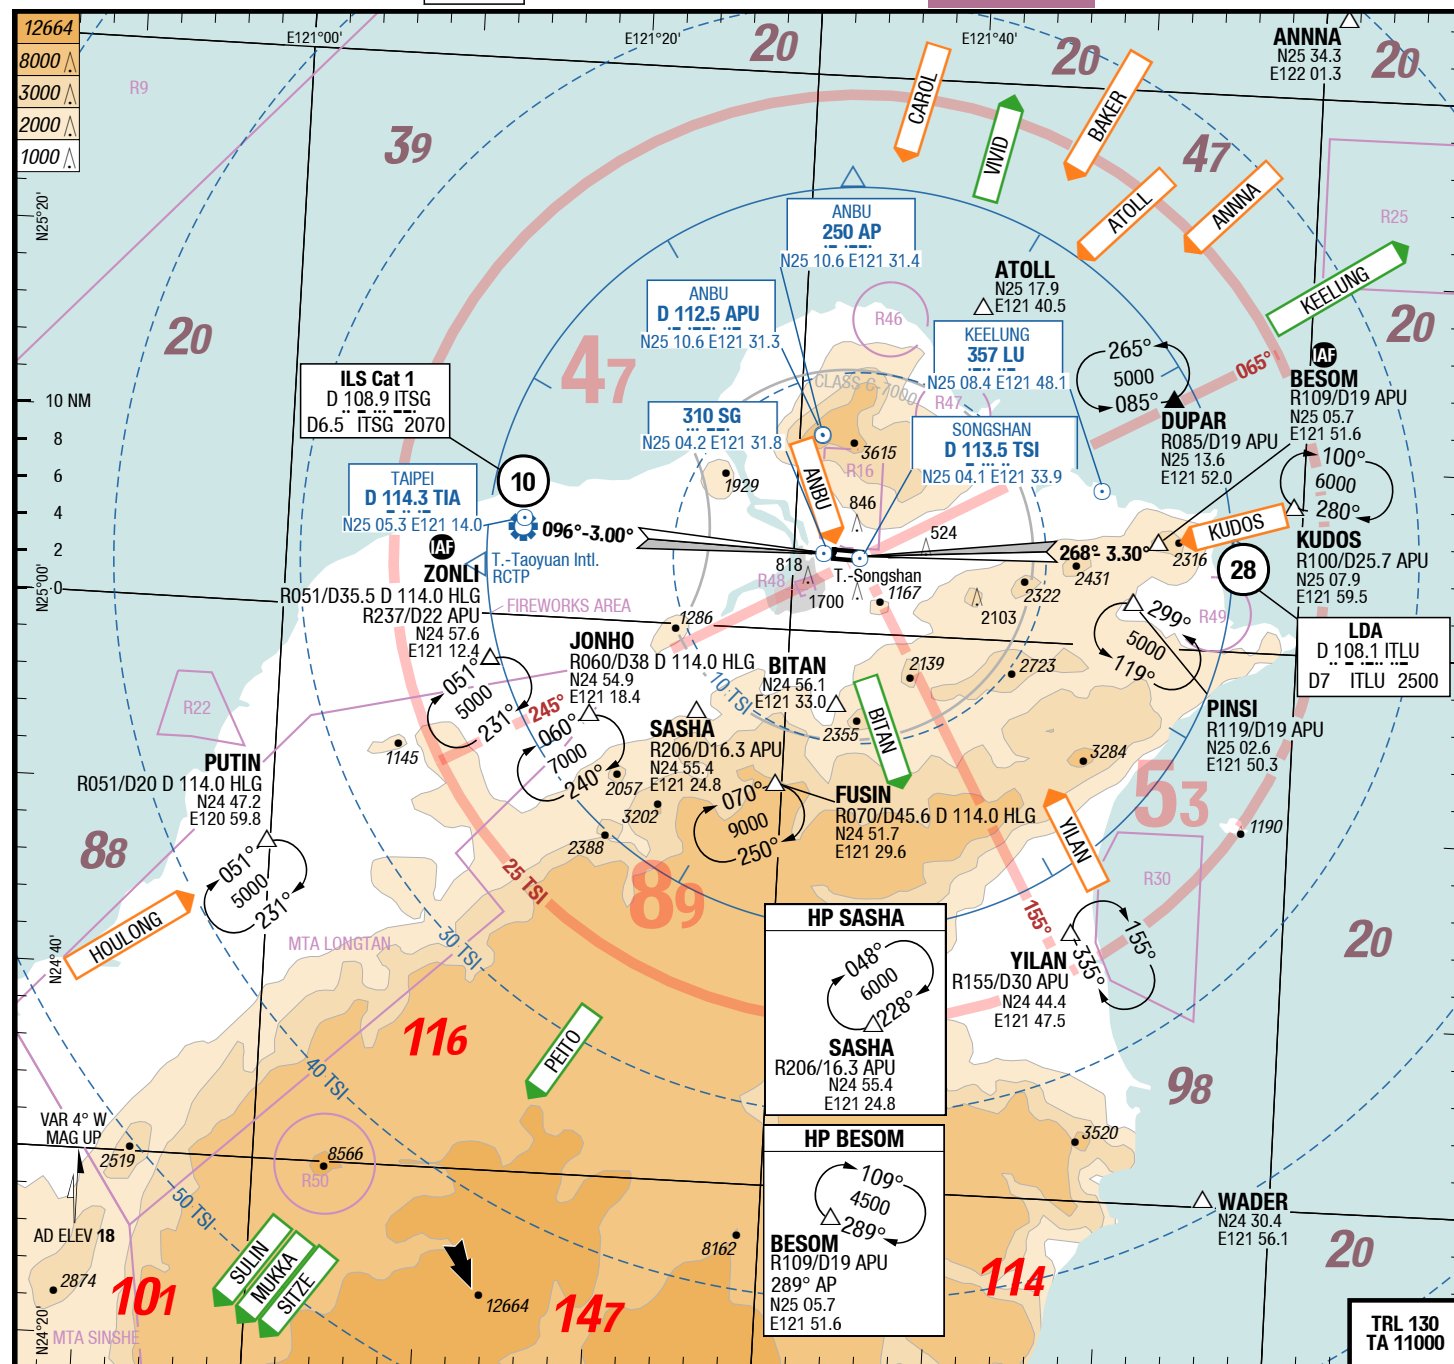 12664
8000
3000
2000
1000
E121°00'
E121°20'
E121°40'
20
20
20
ANNNA
N25 34.3
E122 01.3
R9
39
CAROL
VIVID
BAKER
47
ATOLL
ANNNA
R25
KEELUNG
N25°20'
20
20
ANBU
250 AP
N25 10.6 E121 31.4
ATOLL
N25 17.9
E121 40.5
ANBU
D 112.5 APU
N25 10.6 E121 31.3
R46
KEELUNG
357 LU
N25 08.4 E121 48.1
47
CLASS C 7000
R47
265°
5000
085°
065°
IAF
BESOM
R109/D19 APU
N25 05.7
E121 51.6
DUPAR
R085/D19 APU
N25 13.6
E121 52.0
ILS Cat 1
D 108.9 ITSG
D6.5 ITSG 2070
10 NM
8
6
4
2
0
N25°00'
310 SG
N25 04.2 E121 31.8
SONGSHAN
D 113.5 TSI
N25 04.1 E121 33.9
3615
R16
ANBU
1929
846
524
100°
6000
280°
KUDOS
KUDOS
R100/D25.7 APU
N25 07.9
E121 59.5
TAIPEI
D 114.3 TIA
N25 05.3 E121 14.0
10
096°-3.00°
268°- 3.30°
2316
2431
2322
28
T.-Taoyuan Intl.
RCTP
IAF
ZONLI
R051/D35.5 D 114.0 HLG
R237/D22 APU
N24 57.6
E121 12.4
FIREWORKS AREA
818
R48
1700
T.-Songshan
1167
2103
1286
299°
5000
119°
R49
LDA
D 108.1 ITLU
D7 ITLU 2500
JONHO
R060/D38 D 114.0 HLG
N24 54.9
E121 18.4
BITAN
N24 56.1
E121 33.0
2139
2723
10 TSI
BITAN
2355
PINSI
R119/D19 APU
N25 02.6
E121 50.3
R22
051°
5000
231°
245°
060°
7000
240°
SASHA
R206/D16.3 APU
N24 55.4
E121 24.8
1145
2057
3202
2388
070°
9000
250°
FUSIN
R070/D45.6 D 114.0 HLG
N24 51.7
E121 29.6
3284
53
1190
PUTIN
R051/D20 D 114.0 HLG
N24 47.2
E120 59.8
88
051°
5000
231°
25 TSI
89
YILAN
R30
HOULONG
N24°40'
MTA LONGTAN
30 TSI
155°
155°
335°
YILAN
R155/D30 APU
N24 44.4
E121 47.5
20
HP SASHA
048°
6000
228°
SASHA
R206/16.3 APU
N24 55.4
E121 24.8
116
PEITO
40 TSI
98
VAR 4° W
MAG UP
2519
8566
R50
50 TSI
HP BESOM
109°
4500
289°
BESOM
R109/D19 APU
289° AP
N25 05.7
E121 51.6
3520
WADER
N24 30.4
E121 56.1
AD ELEV 18
SULIN
MUKKA
SITZE
8162
2874
101
12664
147
114
20
N24°20'
MTA SINSHE
TRL 130
TA 11000